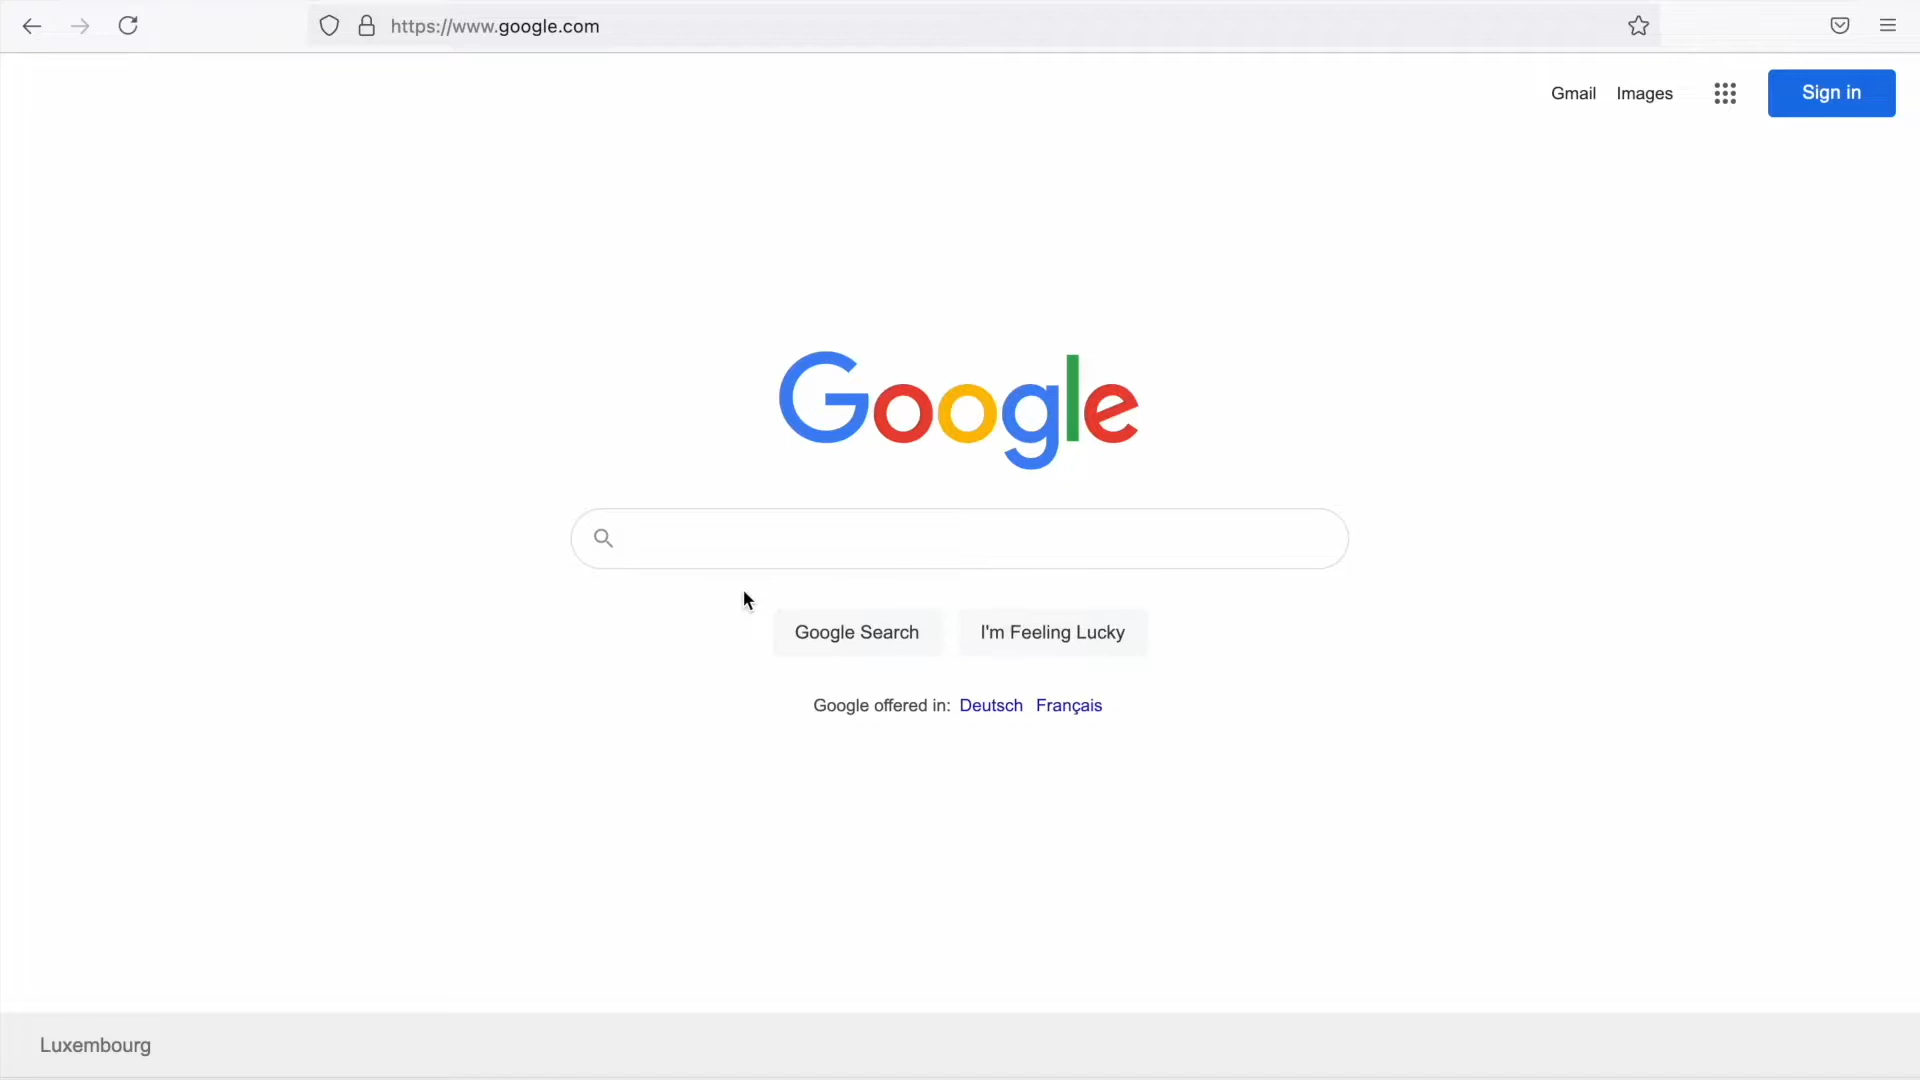 https://www.google.com
Gmail Images Sign in
Google
Google Search I'm Feeling Lucky
Google offered in: Deutsch Français
Luxembourg